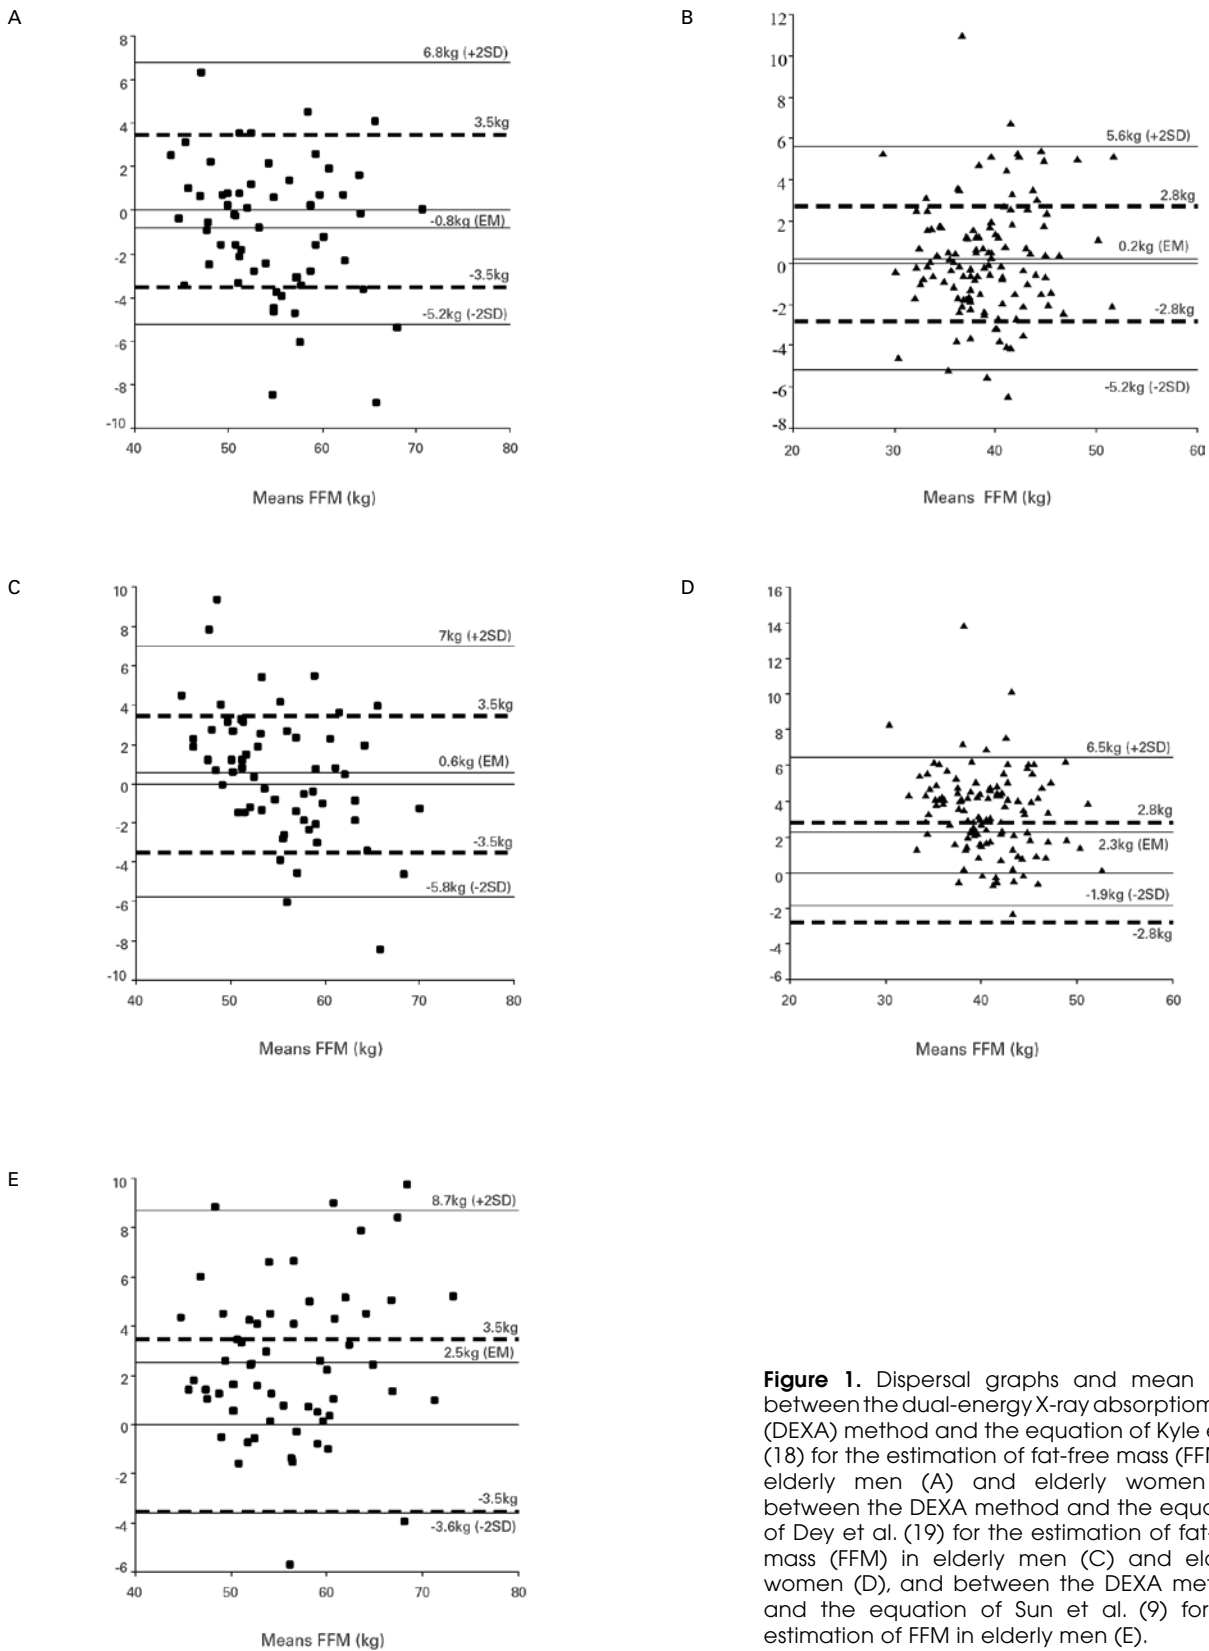 A
8
6
4
2
0
-2
-4
-6
-8
-10
6.8kg (+2SD)
3.5kg
-0.8kg (EM)
-3.5kg
-5.2kg (-2SD)
40 50 60 70 80
Means FFM (kg)
B
12
10
8
6
4
2
0
-2
-4
-6
-8
5.6kg (+2SD)
2.8kg
0.2kg (EM)
-2.8kg
-5.2kg (-2SD)
20 30 40 50 60
Means FFM (kg)
C
10
8
6
4
2
0
-2
-4
-6
-8
-10
7kg (+2SD)
3.5kg
0.6kg (EM)
-3.5kg
-5.8kg (-2SD)
40 50 60 70 80
Means FFM (kg)
D
16
14
12
10
8
6
4
2
0
-2
-4
-6
6.5kg (+2SD)
2.8kg
2.3kg (EM)
-1.9kg (-2SD)
-2.8kg
20 30 40 50 60
Means FFM (kg)
E
10
8
6
4
2
0
-2
-4
-6
8.7kg (+2SD)
3.5kg
2.5kg (EM)
-3.5kg
-3.6kg (-2SD)
40 50 60 70 80
Means FFM (kg)
Figure 1. Dispersal graphs and mean
between the dual-energy X-ray absorptiom
(DEXA) method and the equation of Kyle e
(18) for the estimation of fat-free mass (FFM
elderly men (A) and elderly women
between the DEXA method and the equa
of Dey et al. (19) for the estimation of fat-
mass (FFM) in elderly men (C) and eld
women (D), and between the DEXA met
and the equation of Sun et al. (9) for
estimation of FFM in elderly men (E).